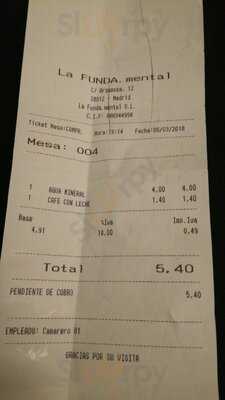 La FUNDA.mental
28012 - Madrid
La Funda mental S.L.
Mesa: 004
1 AGUA MINERAL 4,00 4,00
1 CAFE CON LECHE 1,40 1,40
Base %Iva Imp.Iva
4,91 10,00 0,49
Total 5,40
PENDIENTE DE COBRO 5,40
EMPLEADO: Camarero 01
GRACIAS POR SU VISITA